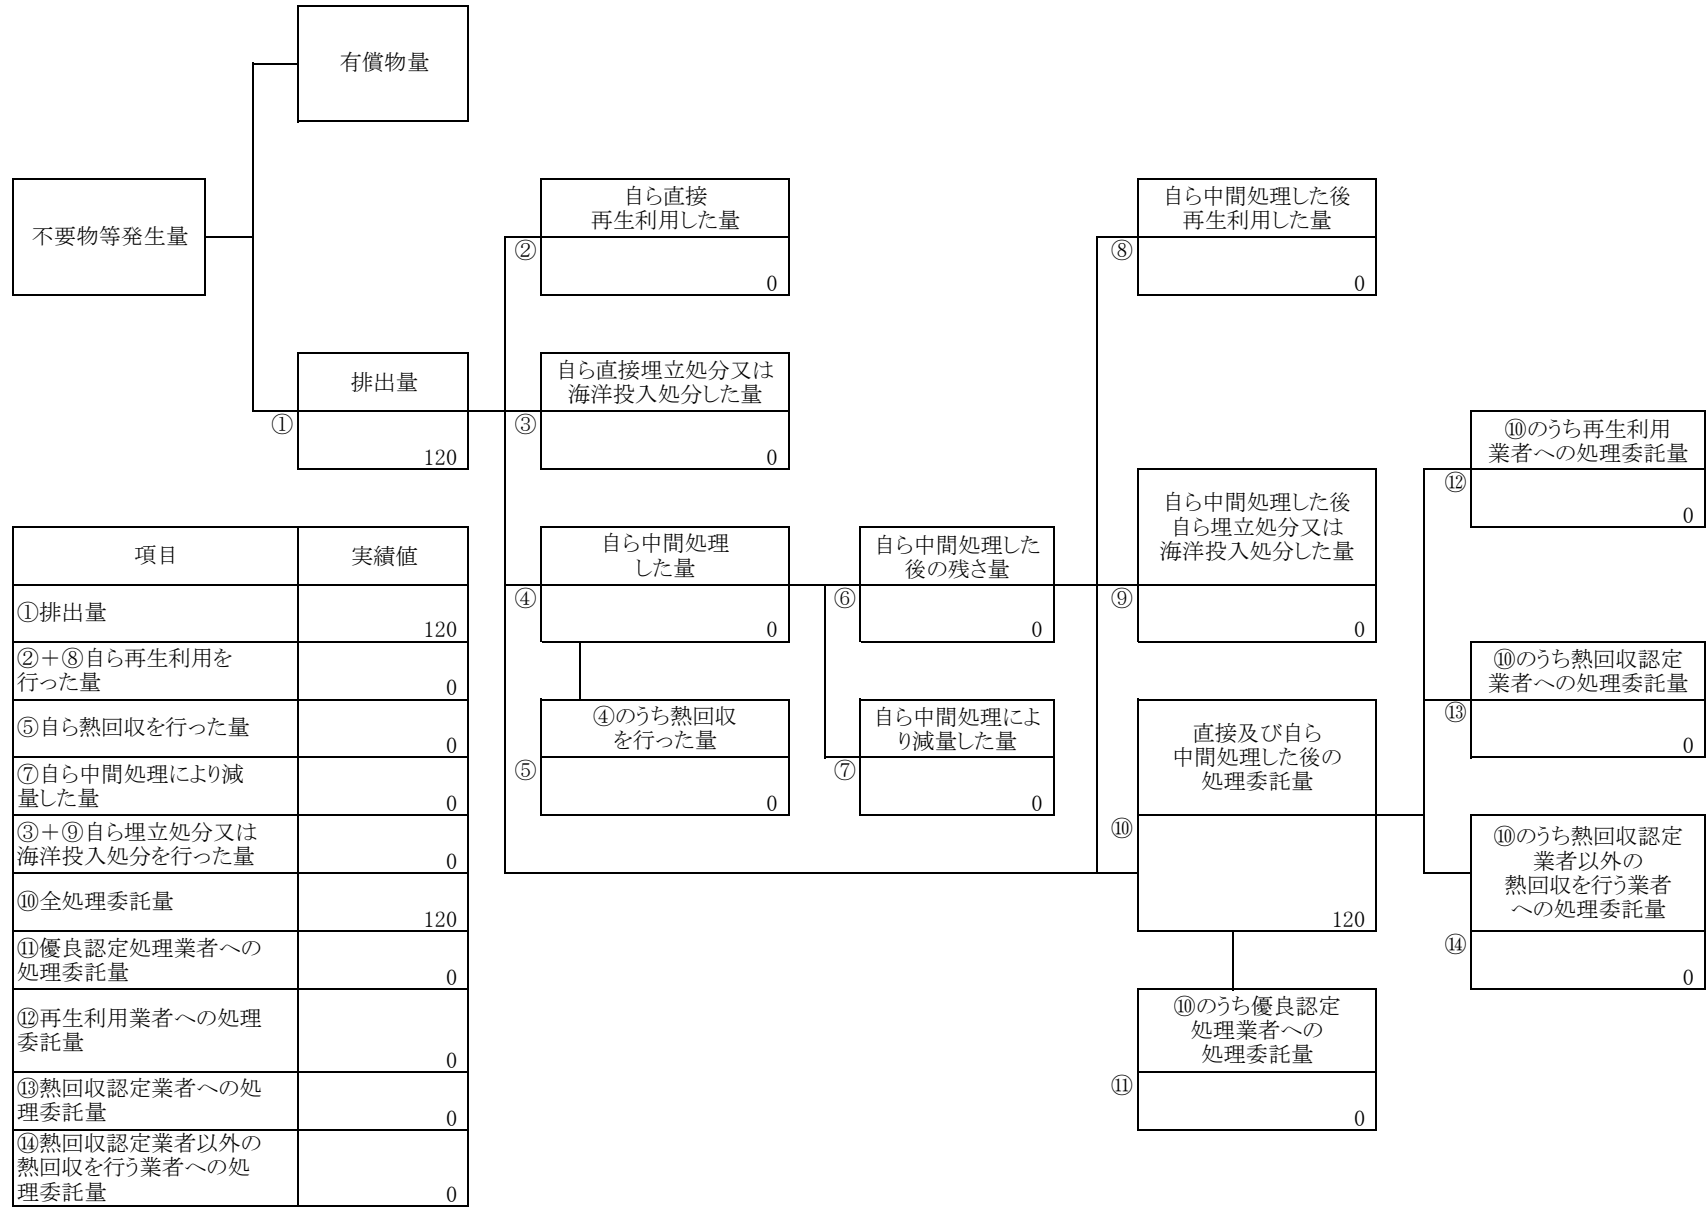 有償物量
不要物等発生量
自ら直接
再生利用した量
②
0
自ら中間処理した後
再生利用した量
⑧
0
排出量
①
120
自ら直接埋立処分又は
海洋投入処分した量
③
0
⑩のうち再生利用
業者への処理委託量
⑫
0
自ら中間処理した後
自ら埋立処分又は
海洋投入処分した量
⑨
0
自ら中間処理
した量
④
0
自ら中間処理した
後の残さ量
⑥
0
⑩のうち熱回収認定
業者への処理委託量
⑬
0
④のうち熱回収
を行った量
⑤
0
自ら中間処理によ
り減量した量
⑦
0
直接及び自ら
中間処理した後の
処理委託量
⑩
120
⑩のうち熱回収認定
業者以外の
熱回収を行う業者
への処理委託量
⑭
0
⑩のうち優良認定
処理業者への
処理委託量
⑪
0
項目 実績値
①排出量
120
②＋⑧自ら再生利用を
行った量
0
⑤自ら熱回収を行った量
0
⑦自ら中間処理により減
量した量
0
③＋⑨自ら埋立処分又は
海洋投入処分を行った量
0
⑩全処理委託量
120
⑪優良認定処理業者への
処理委託量
0
⑫再生利用業者への処理
委託量
0
⑬熱回収認定業者への処
理委託量
0
⑭熱回収認定業者以外の
熱回収を行う業者への処
理委託量
0